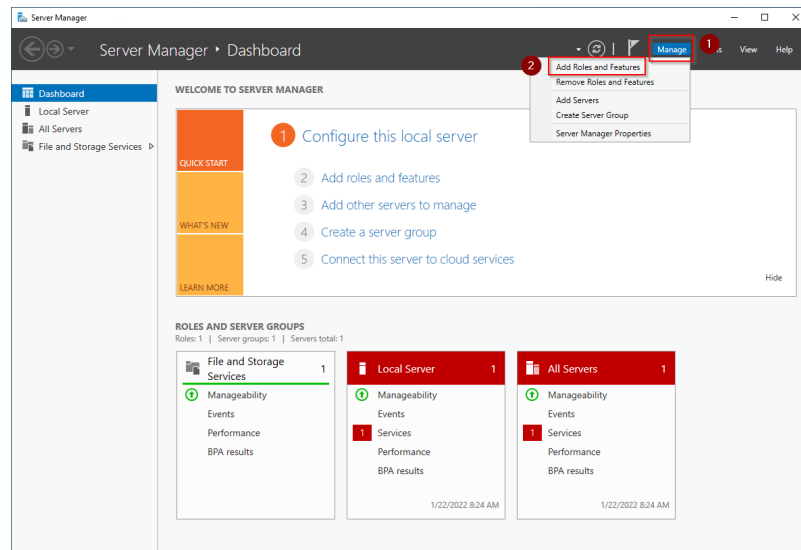 Server Manager
Server Manager • Dashboard
Manage
1
s
View
Help
2
Add Roles and Features
Remove Roles and Features
Add Servers
Create Server Group
Server Manager Properties
Dashboard
Local Server
All Servers
File and Storage Services
WELCOME TO SERVER MANAGER
QUICK START
WHAT'S NEW
LEARN MORE
1 Configure this local server
2 Add roles and features
3 Add other servers to manage
4 Create a server group
5 Connect this server to cloud services
Hide
ROLES AND SERVER GROUPS
Roles: 1 | Server groups: 1 | Servers total: 1
File and Storage
Services
1
Manageability
Events
Performance
BPA results
Local Server 1
Manageability
Events
1 Services
Performance
BPA results
1/22/2022 8:24 AM
All Servers 1
Manageability
Events
1 Services
Performance
BPA results
1/22/2022 8:24 AM